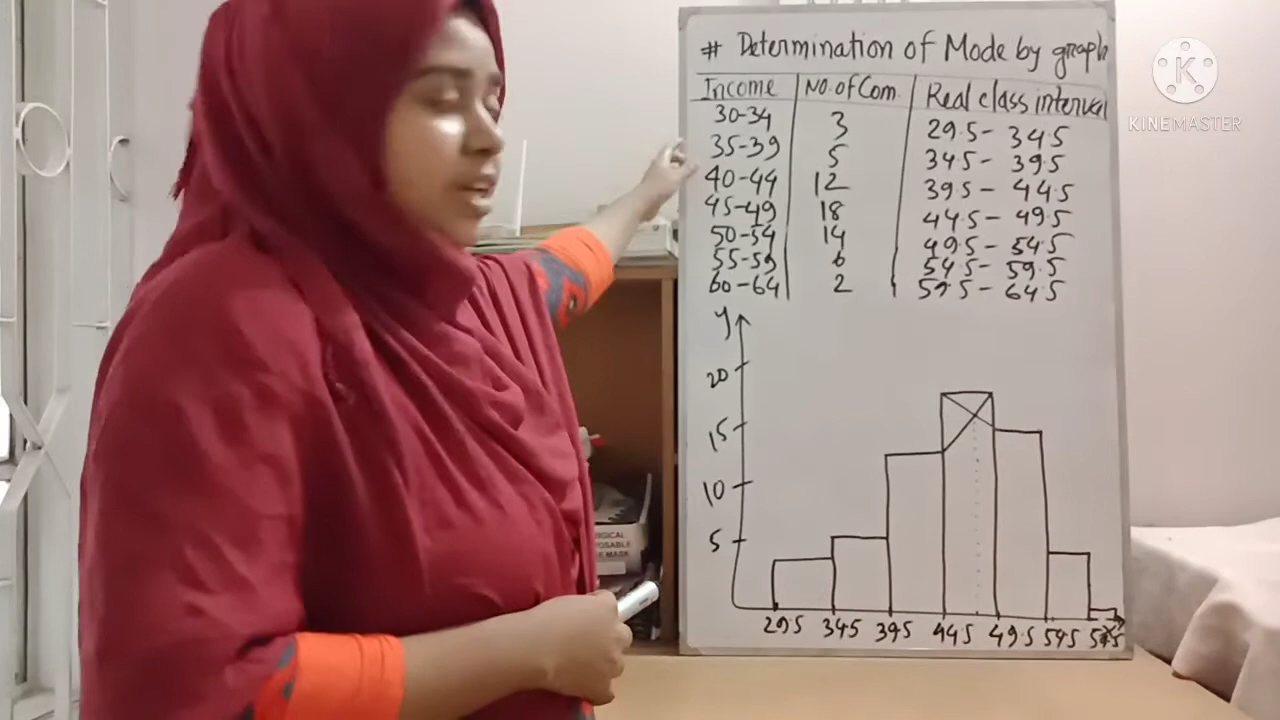 # Determination of Mode by graph
Income No. of Com. Real class interval
30-34 3 29.5 - 34.5
35-39 5 34.5 - 39.5
40-44 12 39.5 - 44.5
45-49 18 44.5 - 49.5
50-54 14 49.5 - 54.5
55-59 6 54.5 - 59.5
60-64 2 59.5 - 64.5
y
20
15
10
5
29.5 34.5 39.5 44.5 49.5 54.5
K
KINEMASTER